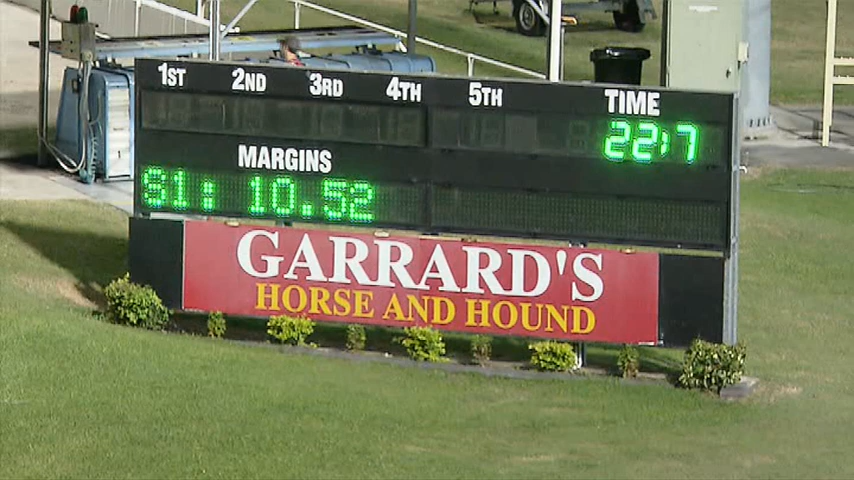 1ST 2ND 3RD 4TH 5TH TIME
22:7
MARGINS
S1: 10.52
GARRARD'S
HORSE AND HOUND